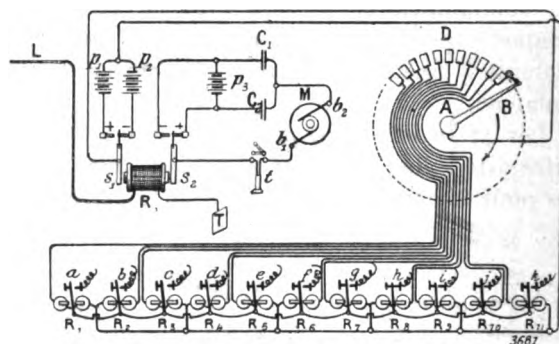 L
p1
p2
p3
C1
C
M
b2
b1
D
A
B
S1
S2
R
t
T
a b c d e f g h i j k
R1 R2 R3 R4 R5 R6 R7 R8 R9 R10 R11
3687